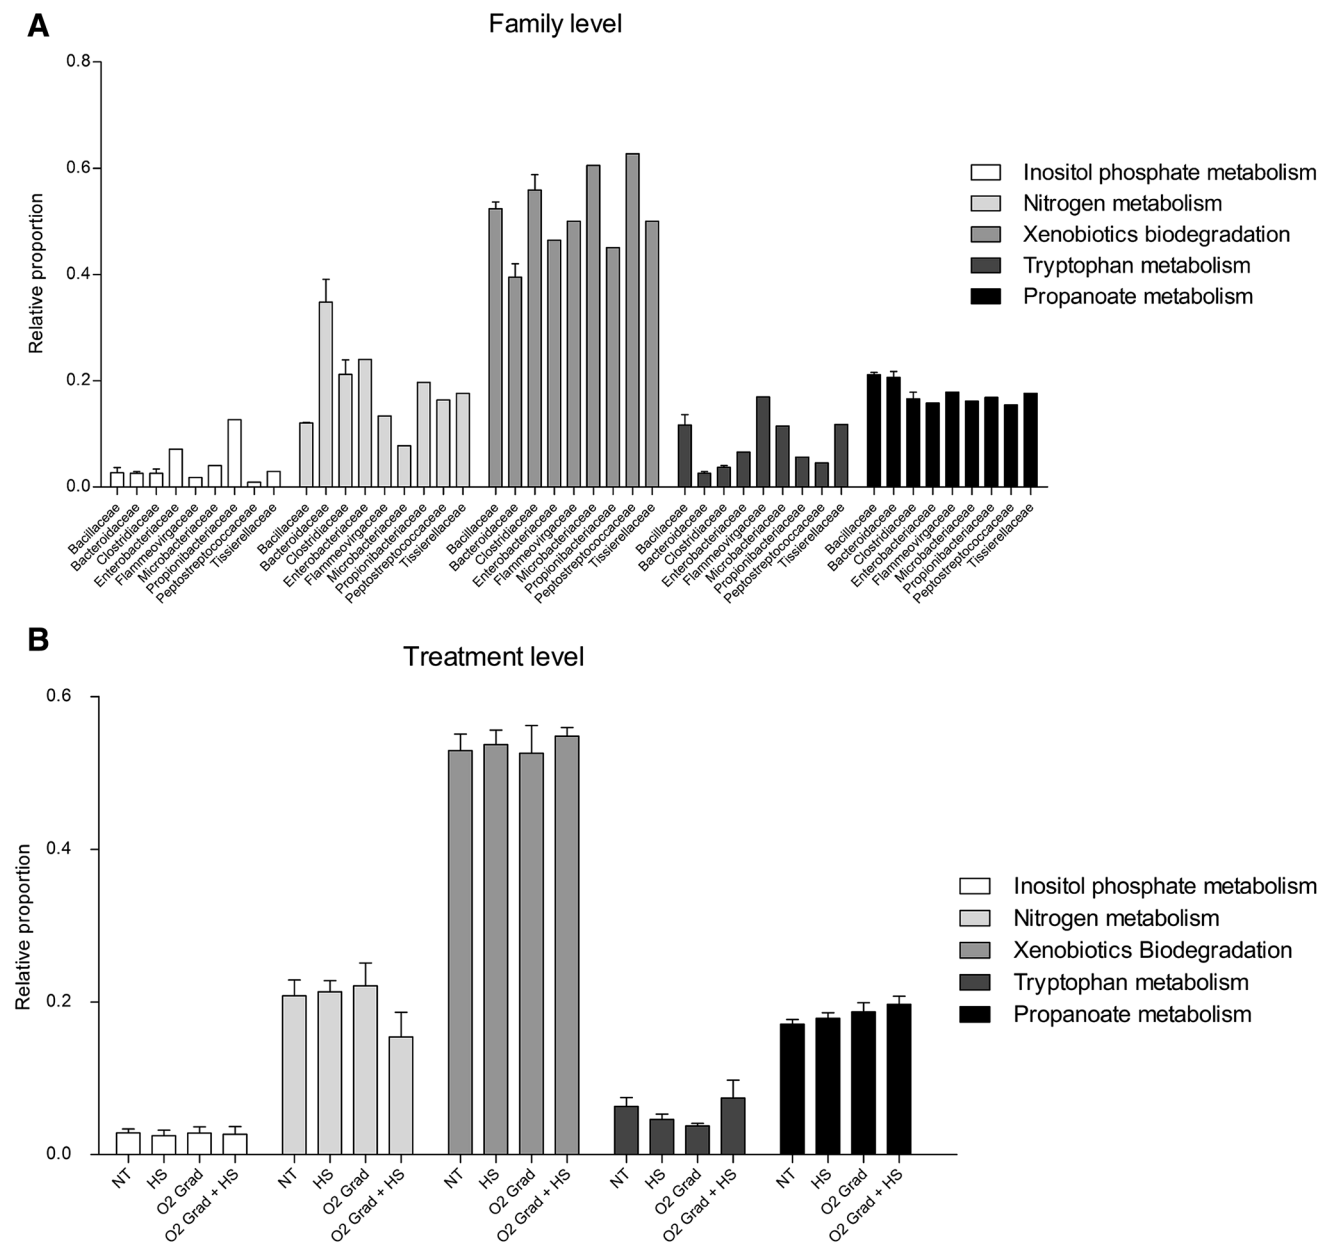 A
Family level
0.8
0.6
0.4
0.2
0.0
Relative proportion
Inositol phosphate metabolism
Nitrogen metabolism
Xenobiotics biodegradation
Tryptophan metabolism
Propanoate metabolism
Bacillaceae
Bacteroidaceae
Clostridiaceae
Enterobacteriaceae
Flammeovirgaceae
Microbacteriaceae
Propionibacteriaceae
Peptostreptococcaceae
Tissierellaceae
Bacillaceae
Bacteroidaceae
Clostridiaceae
Enterobacteriaceae
Flammeovirgaceae
Microbacteriaceae
Propionibacteriaceae
Peptostreptococcaceae
Tissierellaceae
Bacillaceae
Bacteroidaceae
Clostridiaceae
Enterobacteriaceae
Flammeovirgaceae
Microbacteriaceae
Propionibacteriaceae
Peptostreptococcaceae
Tissierellaceae
Bacillaceae
Bacteroidaceae
Clostridiaceae
Enterobacteriaceae
Flammeovirgaceae
Microbacteriaceae
Propionibacteriaceae
Peptostreptococcaceae
Tissierellaceae
Bacillaceae
Bacteroidaceae
Clostridiaceae
Enterobacteriaceae
Flammeovirgaceae
Microbacteriaceae
Propionibacteriaceae
Peptostreptococcaceae
Tissierellaceae
B
Treatment level
0.6
0.4
0.2
0.0
Relative proportion
Inositol phosphate metabolism
Nitrogen metabolism
Xenobiotics Biodegradation
Tryptophan metabolism
Propanoate metabolism
NT
HS
O2 Grad
O2 Grad + HS
NT
HS
O2 Grad
O2 Grad + HS
NT
HS
O2 Grad
O2 Grad + HS
NT
HS
O2 Grad
O2 Grad + HS
NT
HS
O2 Grad
O2 Grad + HS